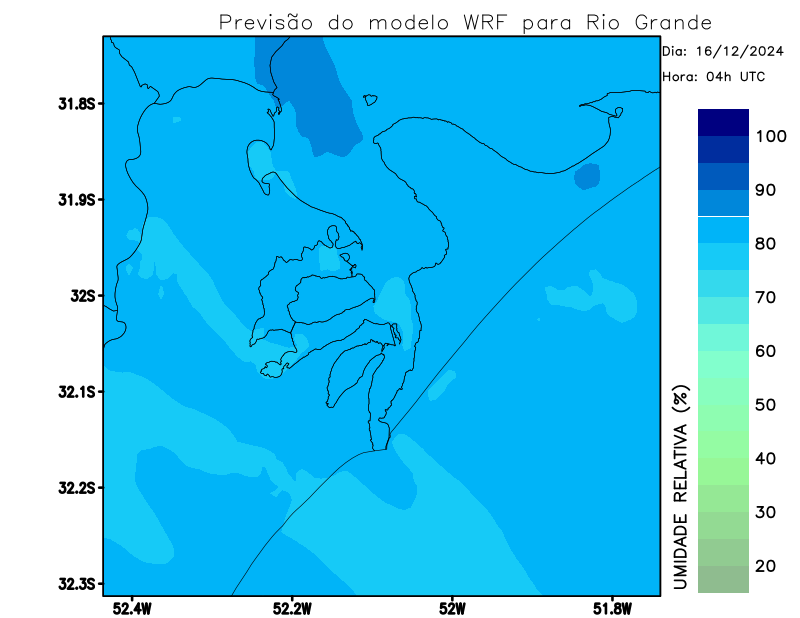 Previsão do modelo WRF para Rio Grande
Dia: 16/12/2024
Hora: 04h UTC
31.8S
31.9S
32S
32.1S
32.2S
32.3S
52.4W 52.2W 52W 51.8W
100
90
80
70
60
50
40
30
20
UMIDADE RELATIVA (%)